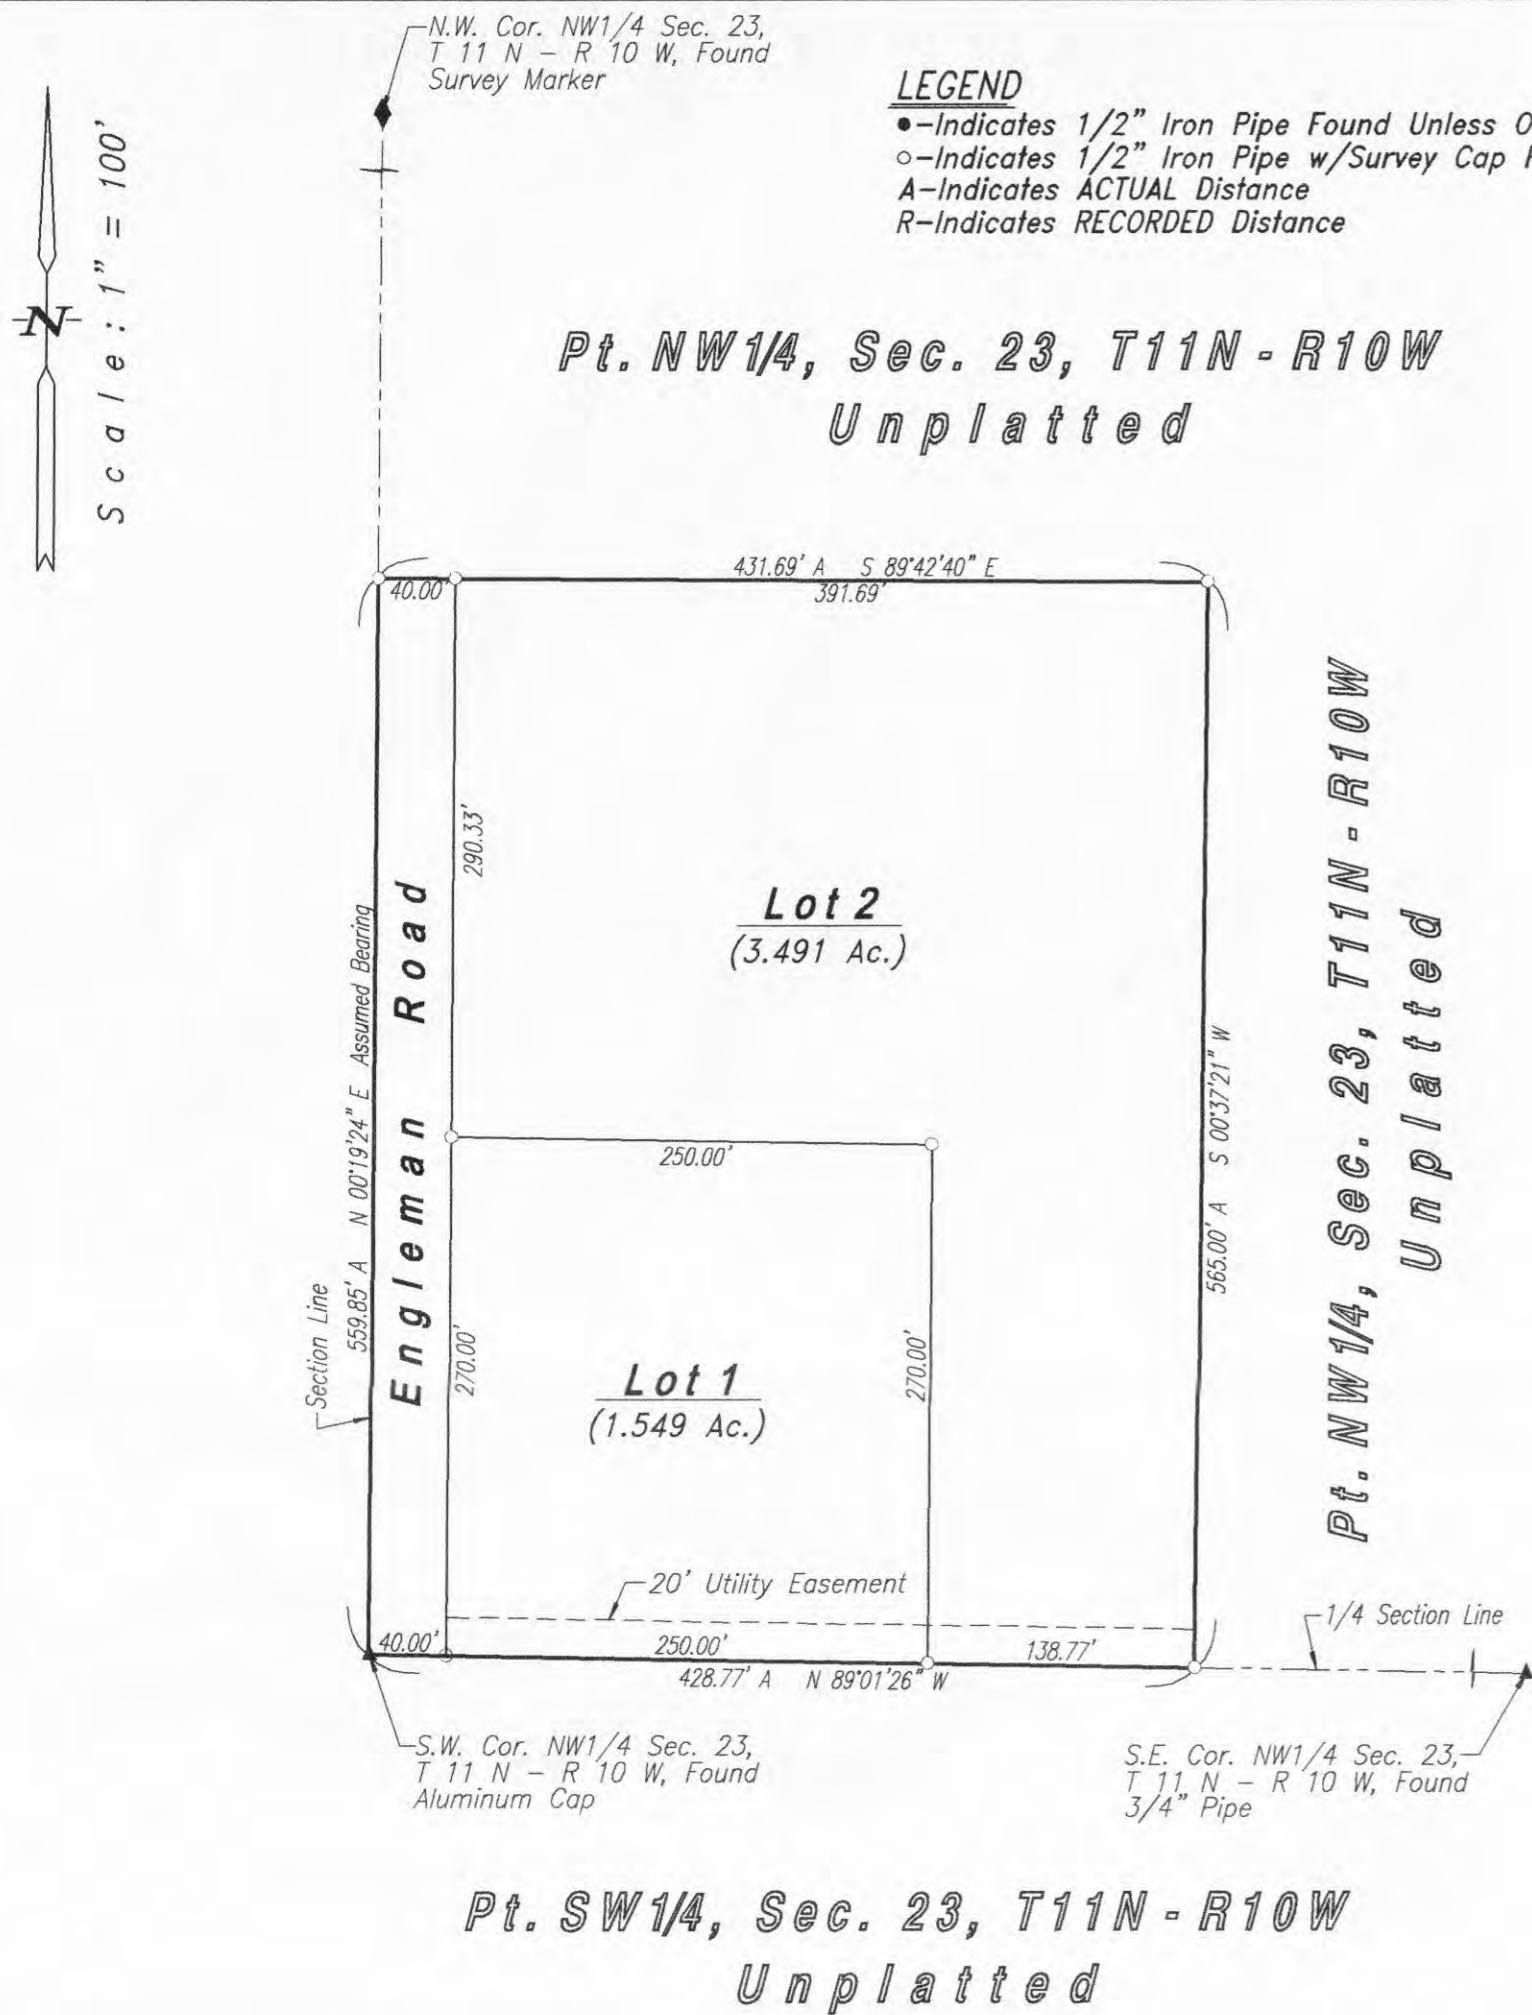 N.W. Cor. NW1/4 Sec. 23,
T 11 N – R 10 W, Found
Survey Marker
LEGEND
●–Indicates 1/2" Iron Pipe Found Unless O
○–Indicates 1/2" Iron Pipe w/Survey Cap
A–Indicates ACTUAL Distance
R–Indicates RECORDED Distance
N
Scale: 1" = 100'
Pt. NW1/4, Sec. 23, T11N - R10W
Unplatted
431.69' A S 89°42'40" E
40.00'
391.69'
290.33'
Lot 2
(3.491 Ac.)
Engleman Road
559.85' A N 00°19'24" E Assumed Bearing
Section Line
565.00' A S 00°37'21" W
Pt. NW1/4, Sec. 23, T11N - R10W
Unplatted
250.00'
270.00'
270.00'
Lot 1
(1.549 Ac.)
20' Utility Easement
1/4 Section Line
40.00'
250.00'
138.77'
428.77' A N 89°01'26" W
S.W. Cor. NW1/4 Sec. 23,
T 11 N – R 10 W, Found
Aluminum Cap
S.E. Cor. NW1/4 Sec. 23,
T 11 N – R 10 W, Found
3/4" Pipe
Pt. SW1/4, Sec. 23, T11N - R10W
Unplatted